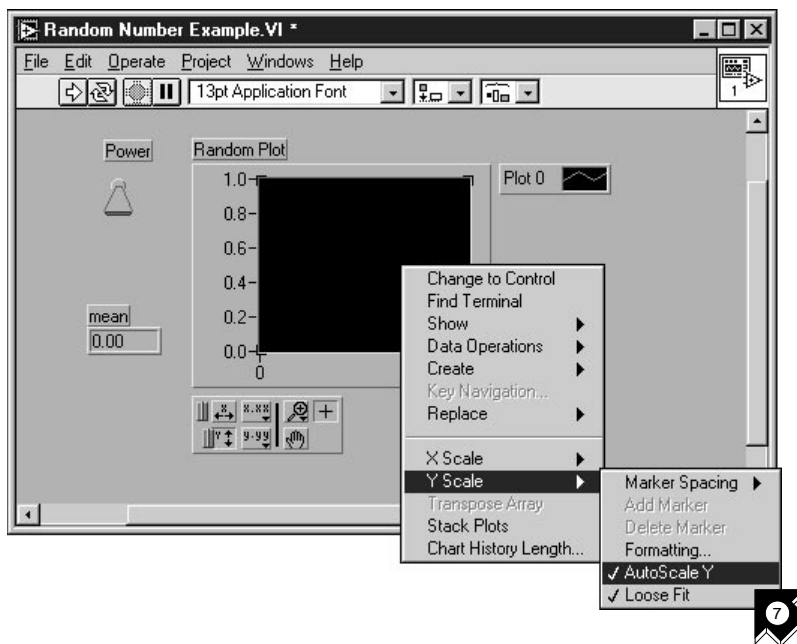 Random Number Example.VI *
File Edit Operate Project Windows Help
13pt Application Font
1
Power
Random Plot
Plot 0
1.0
0.8
0.6
0.4
0.2
0.0
0
mean
0.00
X
x.xx
Y
y.yy
Change to Control
Find Terminal
Show
Data Operations
Create
Key Navigation...
Replace
X Scale
Y Scale
Transpose Array
Stack Plots
Chart History Length...
Marker Spacing
Add Marker
Delete Marker
Formatting...
AutoScale Y
Loose Fit
7